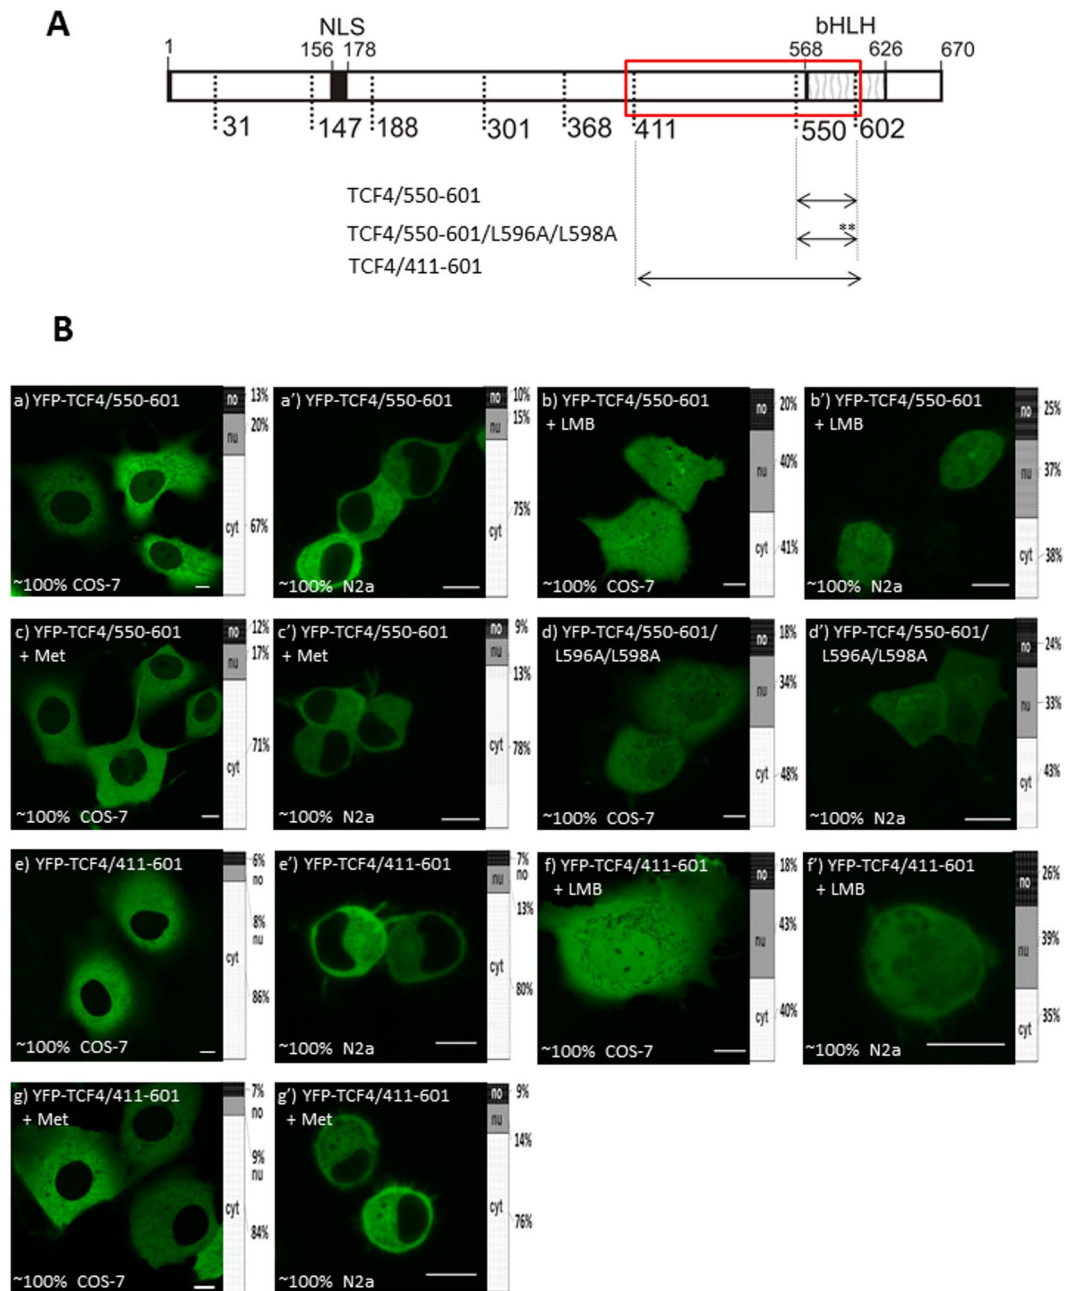 A
NLS
bHLH
1
156 178
568
626
670
31
147
188
301
368
411
550
602
TCF4/550-601
TCF4/550-601/L596A/L598A
**
TCF4/411-601
B
a) YFP-TCF4/550-601
no
13%
20%
nu
cyt
67%
~100% COS-7
a') YFP-TCF4/550-601
no
10%
15%
nu
cyt
75%
~100% N2a
b) YFP-TCF4/550-601
+ LMB
no
20%
nu
40%
cyt
41%
~100% COS-7
b') YFP-TCF4/550-601
+ LMB
no
25%
nu
37%
cyt
38%
~100% N2a
c) YFP-TCF4/550-601
+ Met
no
12%
17%
nu
cyt
71%
~100% COS-7
c') YFP-TCF4/550-601
+ Met
no
9%
nu
13%
cyt
78%
~100% N2a
d) YFP-TCF4/550-601/
L596A/L598A
no
18%
nu
34%
cyt
48%
~100% COS-7
d') YFP-TCF4/550-601/
L596A/L598A
no
24%
nu
33%
cyt
43%
~100% N2a
e) YFP-TCF4/411-601
6%
no
8%
nu
cyt
86%
~100% COS-7
e') YFP-TCF4/411-601
7%
no
nu
13%
cyt
80%
~100% N2a
f) YFP-TCF4/411-601
+ LMB
no
18%
nu
43%
cyt
40%
~100% COS-7
f') YFP-TCF4/411-601
+ LMB
no
26%
nu
39%
cyt
35%
~100% N2a
g) YFP-TCF4/411-601
+ Met
7%
no
9%
nu
cyt
84%
~100% COS-7
g') YFP-TCF4/411-601
+ Met
no
9%
nu
14%
cyt
76%
~100% N2a